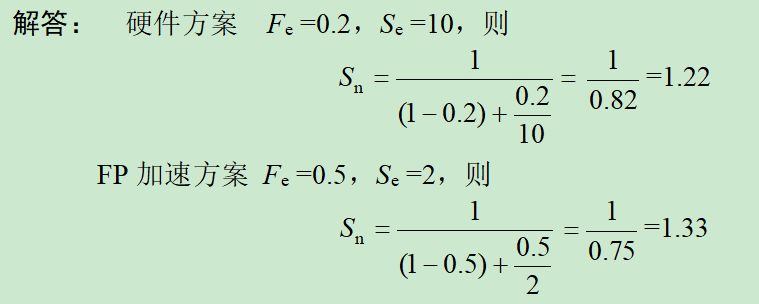 解答： 硬件方案 Fe =0.2，Se =10，则
Sn = 1 / ((1－0.2)＋0.2/10) = 1/0.82 =1.22
FP 加速方案 Fe =0.5，Se =2，则
Sn = 1 / ((1－0.5)＋0.5/2) = 1/0.75 =1.33